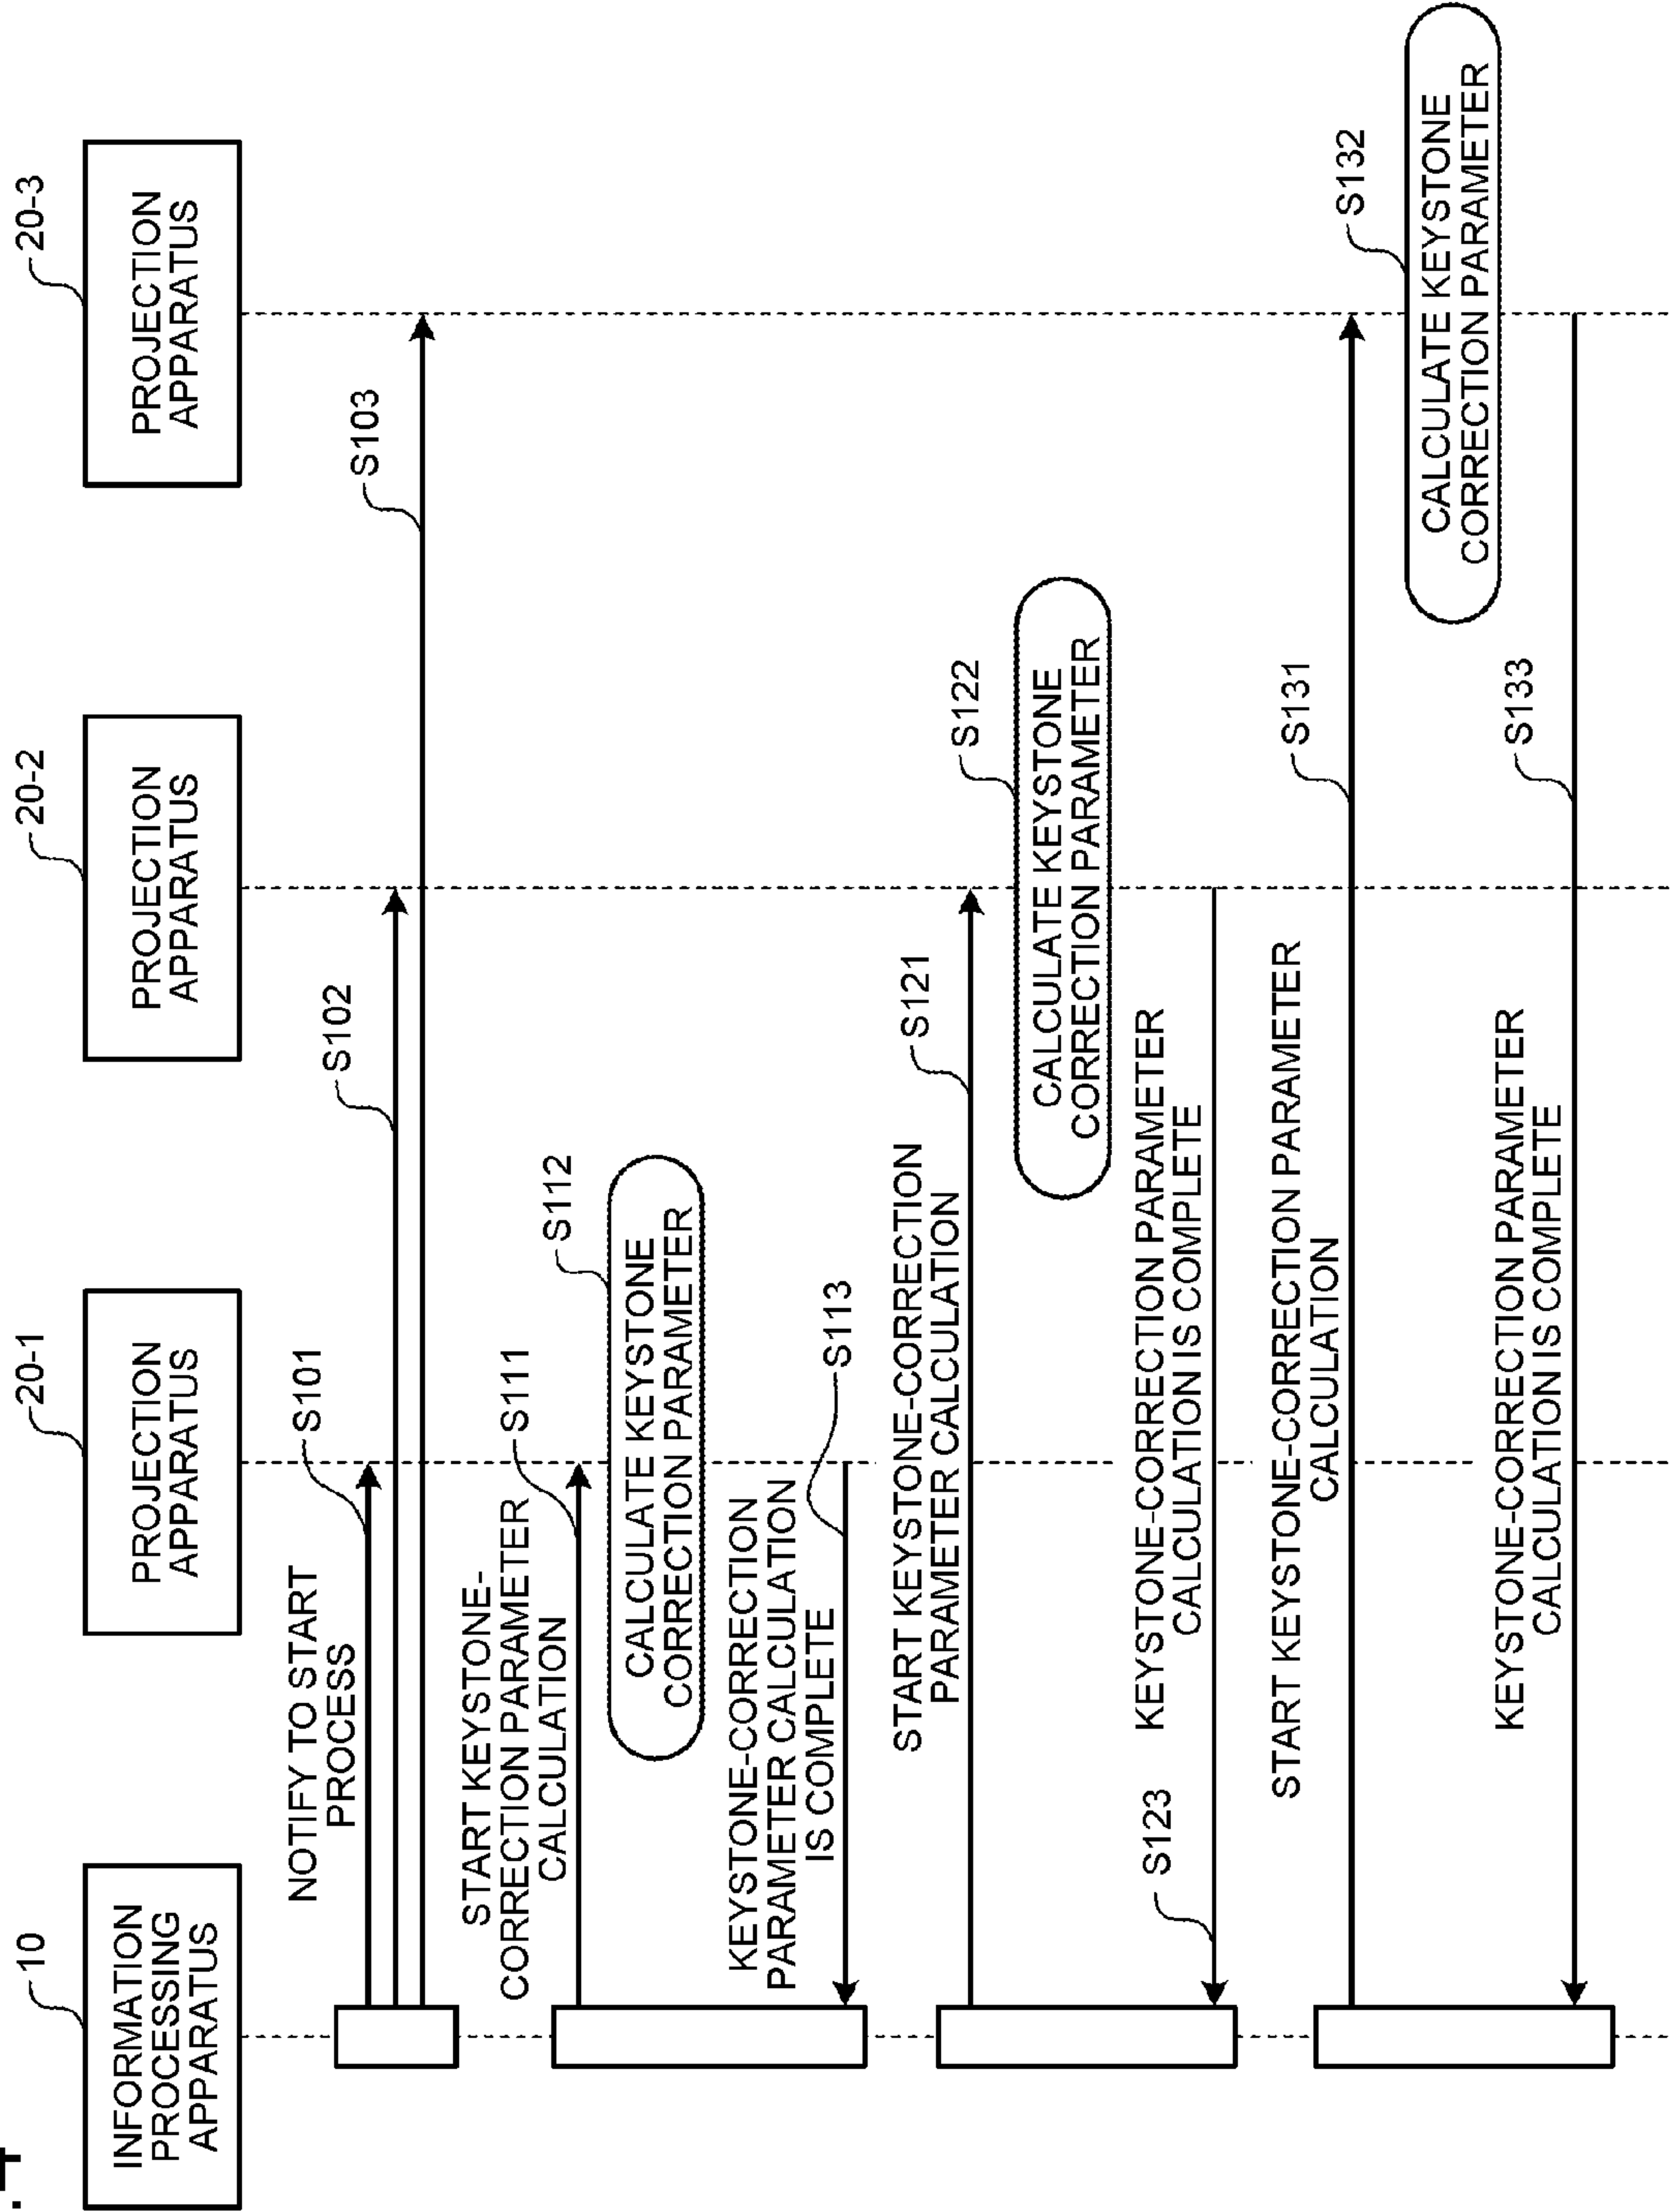 .4
10
INFORMATION
PROCESSING
APPARATUS
20-1
PROJECTION
APPARATUS
20-2
PROJECTION
APPARATUS
20-3
PROJECTION
APPARATUS
NOTIFY TO START
PROCESS
S101
S102
S103
START KEYSTONE-
CORRECTION PARAMETER
CALCULATION
S111
S112
CALCULATE KEYSTONE
CORRECTION PARAMETER
KEYSTONE-CORRECTION
PARAMETER CALCULATION
IS COMPLETE
S113
START KEYSTONE-CORRECTION
PARAMETER CALCULATION
S121
S122
CALCULATE KEYSTONE
CORRECTION PARAMETER
KEYSTONE-CORRECTION PARAMETER
CALCULATION IS COMPLETE
S123
START KEYSTONE-CORRECTION PARAMETER
CALCULATION
S131
S132
CALCULATE KEYSTONE
CORRECTION PARAMETER
KEYSTONE-CORRECTION PARAMETER
CALCULATION IS COMPLETE
S133